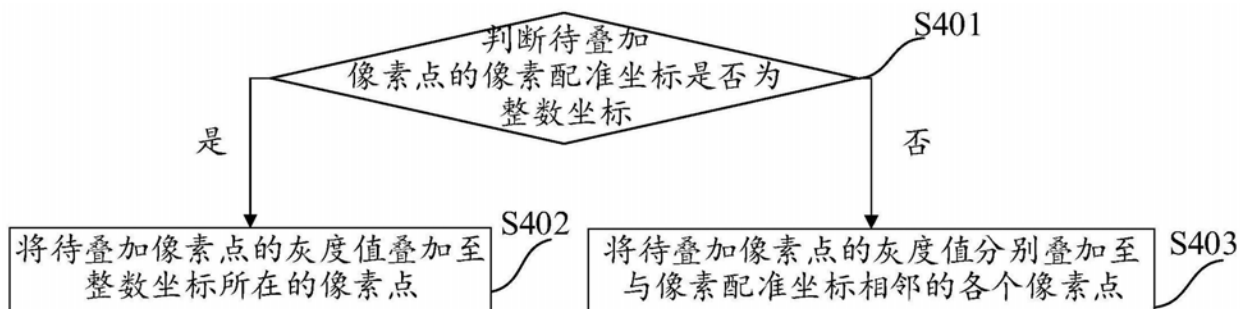 S401
判断待叠加
像素点的像素配准坐标是否为
整数坐标
是
否
S402
将待叠加像素点的灰度值叠加至
整数坐标所在的像素点
S403
将待叠加像素点的灰度值分别叠加至
与像素配准坐标相邻的各个像素点